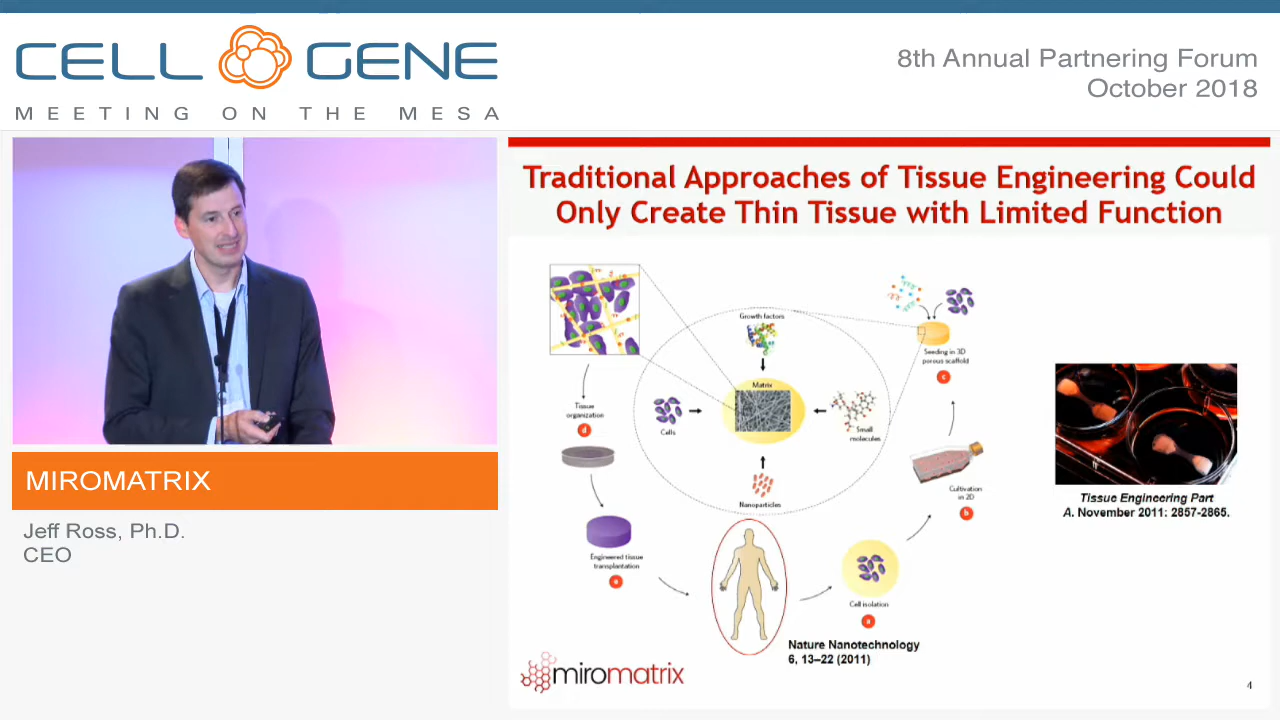 CELL GENE
MEETING ON THE MESA
8th Annual Partnering Forum
October 2018
Traditional Approaches of Tissue Engineering Could
Only Create Thin Tissue with Limited Function
Growth factors
Matrix
Cells
Small
molecules
Nanoparticles
Seeding in 3D
porous scaffold
c
Cultivation
in 2D
b
Cell isolation
a
Tissue
organization
d
Engineered tissue
transplantation
e
Tissue Engineering Part
A. November 2011: 2857-2865.
Nature Nanotechnology
6, 13–22 (2011)
miromatrix
4
MIROMATRIX
Jeff Ross, Ph.D.
CEO